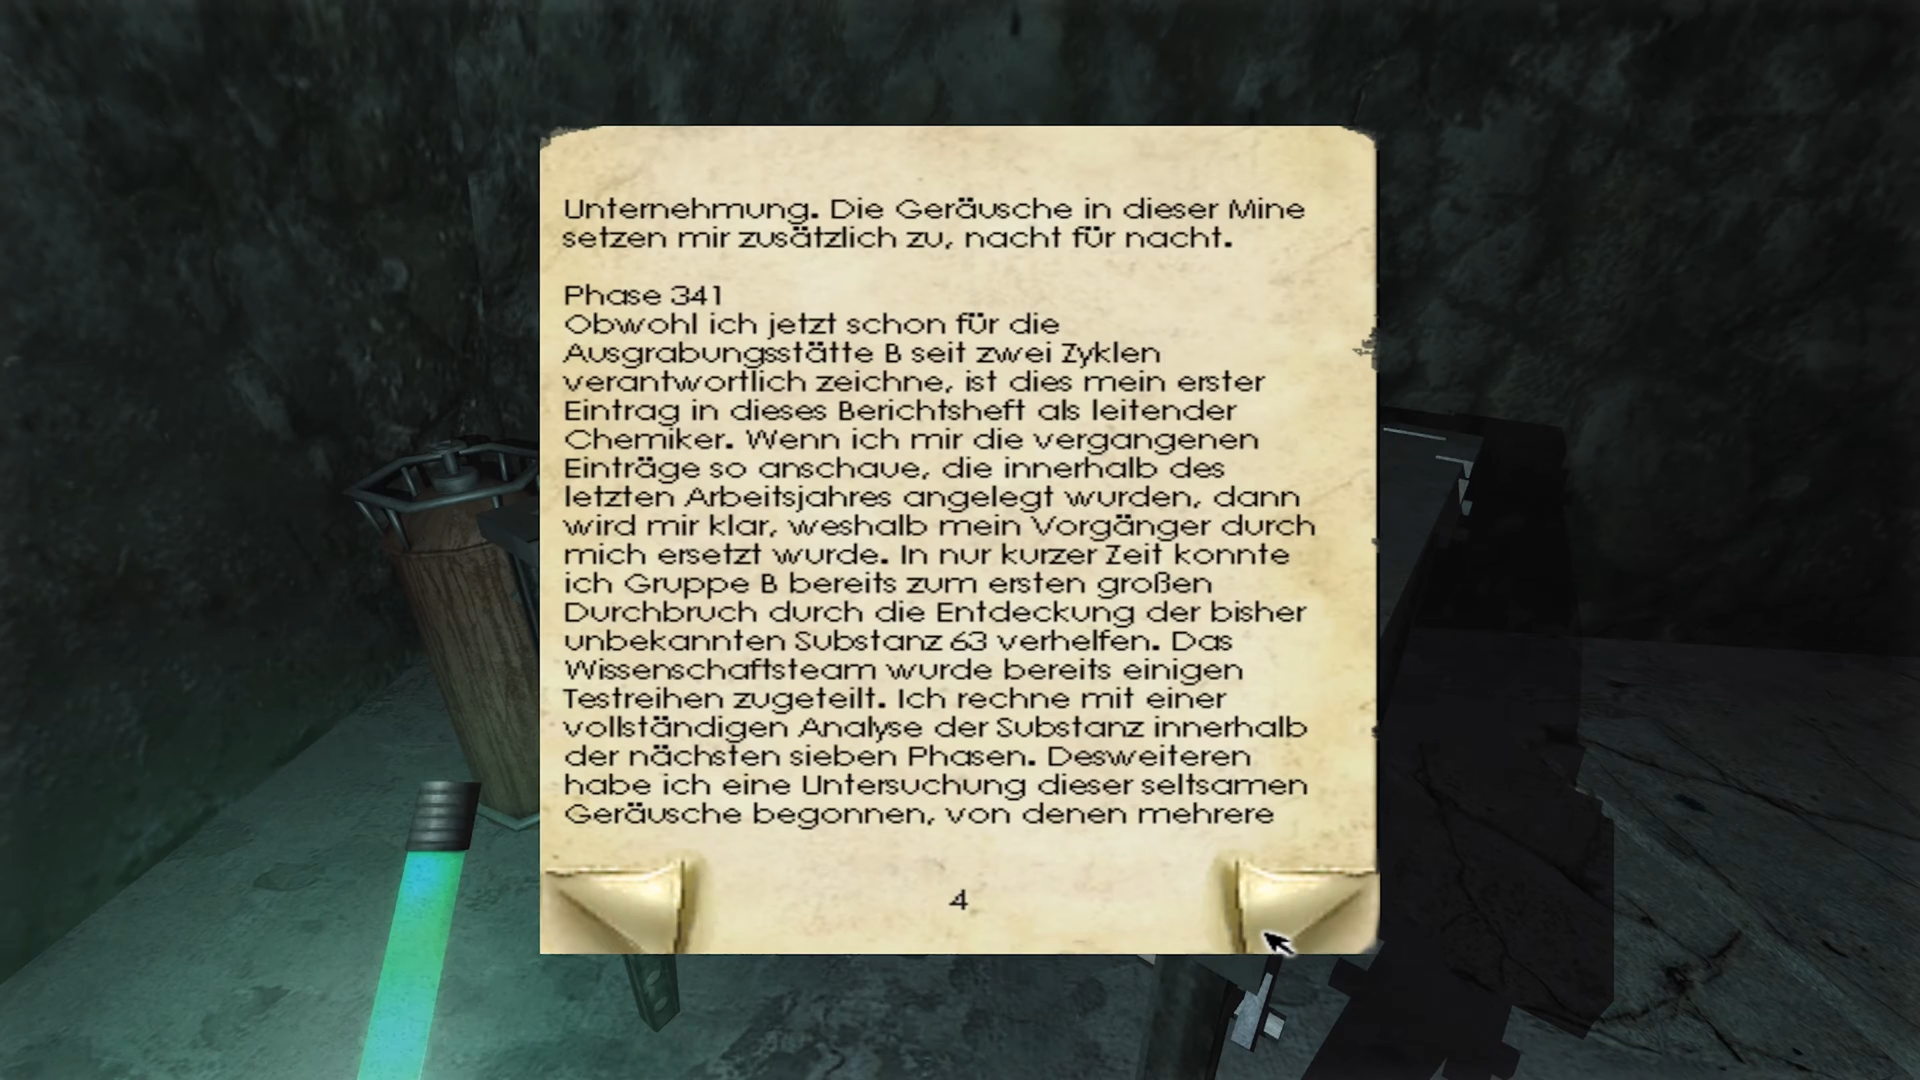 Unternehmung. Die Geräusche in dieser Mine
setzen mir zusätzlich zu, nacht für nacht.
Phase 341
Obwohl ich jetzt schon für die
Ausgrabungsstätte B seit zwei Zyklen
verantwortlich zeichne, ist dies mein erster
Eintrag in dieses Berichtsheft als leitender
Chemiker. Wenn ich mir die vergangenen
Einträge so anschaue, die innerhalb des
letzten Arbeitsjahres angelegt wurden, dann
wird mir klar, weshalb mein Vorgänger durch
mich ersetzt wurde. In nur kurzer Zeit konnte
ich Gruppe B bereits zum ersten großen
Durchbruch durch die Entdeckung der bisher
unbekannten Substanz 63 verhelfen. Das
Wissenschaftsteam wurde bereits einigen
Testreihen zugeteilt. Ich rechne mit einer
vollständigen Analyse der Substanz innerhalb
der nächsten sieben Phasen. Desweiteren
habe ich eine Untersuchung dieser seltsamen
Geräusche begonnen, von denen mehrere
4